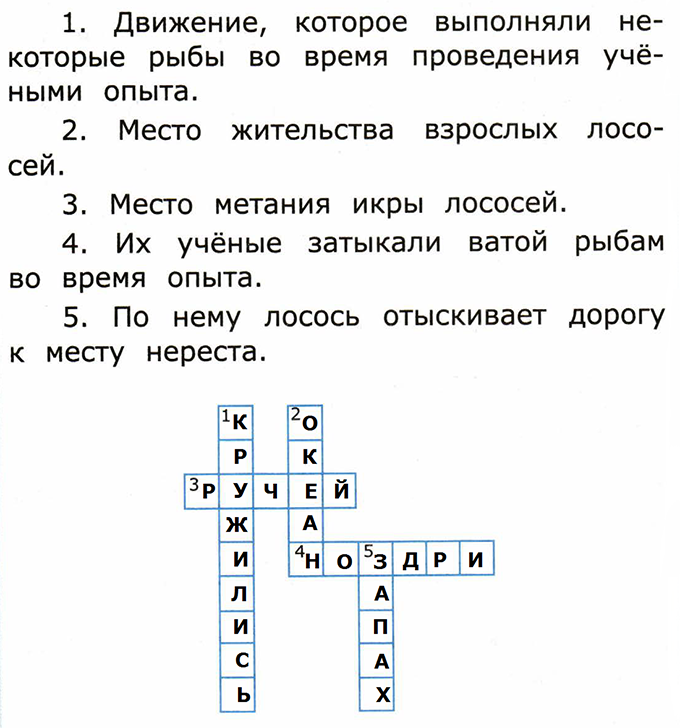 1. Движение, которое выполняли не-
которые рыбы во время проведения учё-
ными опыта.
2. Место жительства взрослых лосо-
сей.
3. Место метания икры лососей.
4. Их учёные затыкали ватой рыбам
во время опыта.
5. По нему лосось отыскивает дорогу
к месту нереста.
1К 2О
Р К
3Р У Ч Е Й
Ж А
И 4Н О 5З Д Р И
Л А
И П
С А
Ь Х